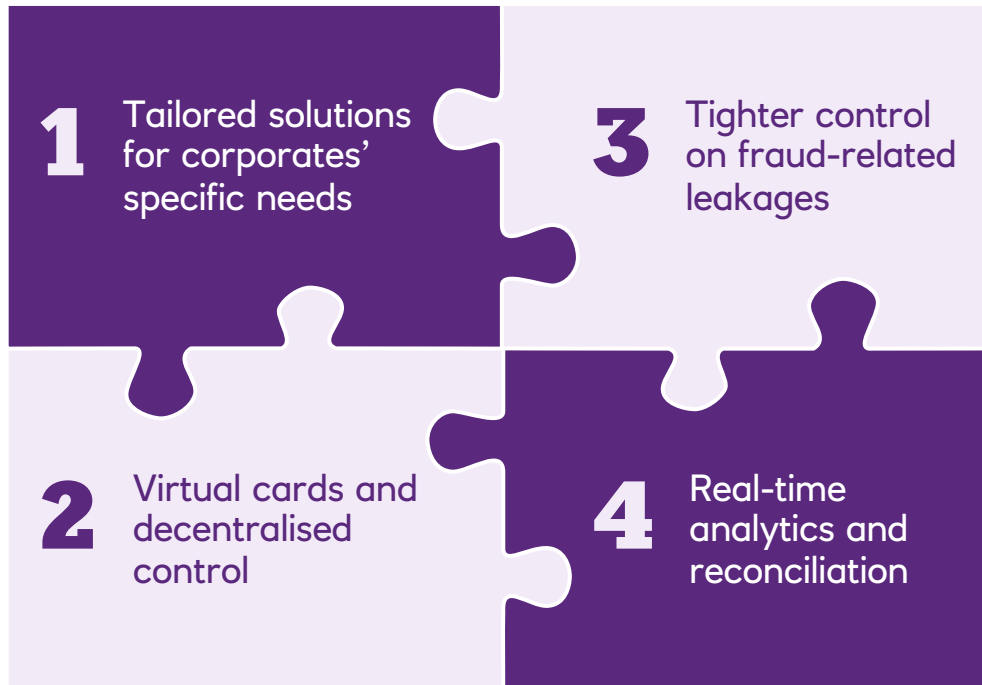 1
Tailored solutions
for corporates’
specific needs
2
Virtual cards and
decentralised
control
3
Tighter control
on fraud-related
leakages
4
Real-time
analytics and
reconciliation